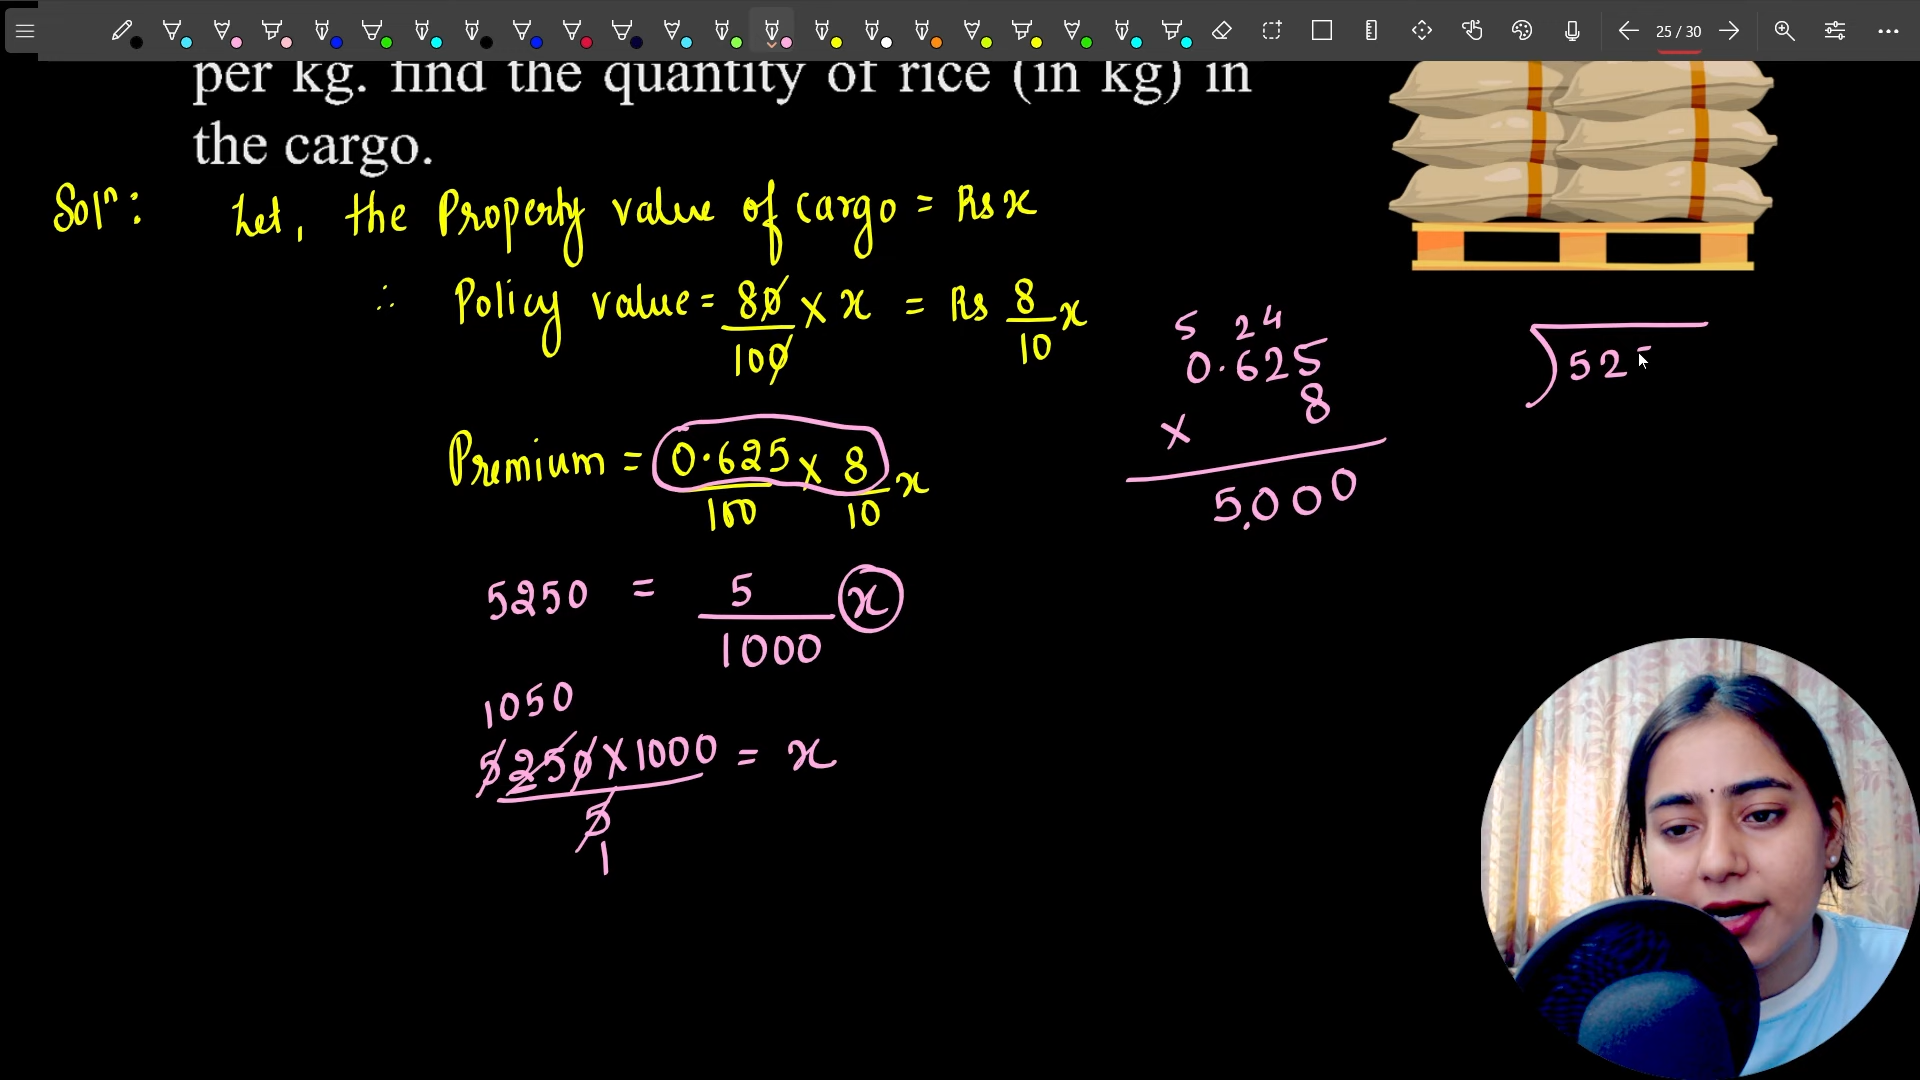 25 / 30
per kg. find the quantity of rice (in kg) in
the cargo.
Solⁿ: Let, the Property value of cargo = Rs x
∴ Policy value = 80/100 × x = Rs 8/10 x
Premium = 0.625/100 × 8/10 x
5250 = 5/1000 x
1050
5250 × 1000 / 5 = x
1
5 24
0.625
× 8
5.000
52